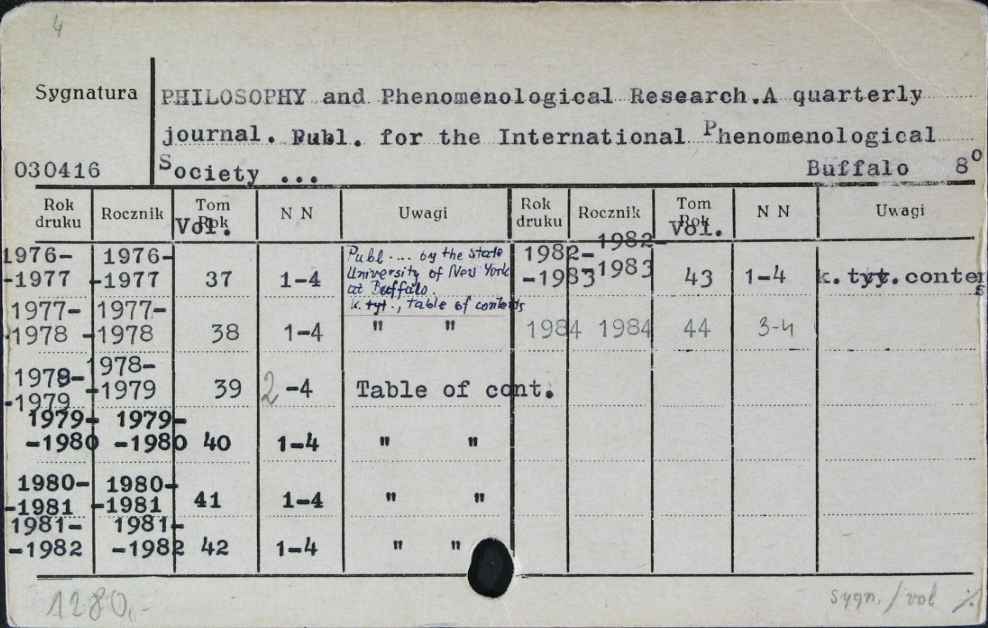 4
Sygnatura PHILOSOPHY and Phenomenological Research.A quarterly
journal. Publ. for the International Phenomenological
030416 Society ... Buffalo 8o
Rok druku Rocznik Tom Rok Vol. N N Uwagi Rok druku Rocznik Tom Rok Vol. N N Uwagi
1976-1977 1976-1977 37 1-4 Publ. ... by the State University of New York at Buffalo. k. tyt., table of contents 1982-1983 1982-1983 43 1-4 k. tyt. contents
1977-1978 1977-1978 38 1-4 " " 1984 1984 44 3-4
1978-1979 1978-1979 39 2-4 Table of cont.
1979-1980 1979-1980 40 1-4 " "
1980-1981 1980-1981 41 1-4 " "
1981-1982 1981-1982 42 1-4 " "
1280,- sygn./vol %